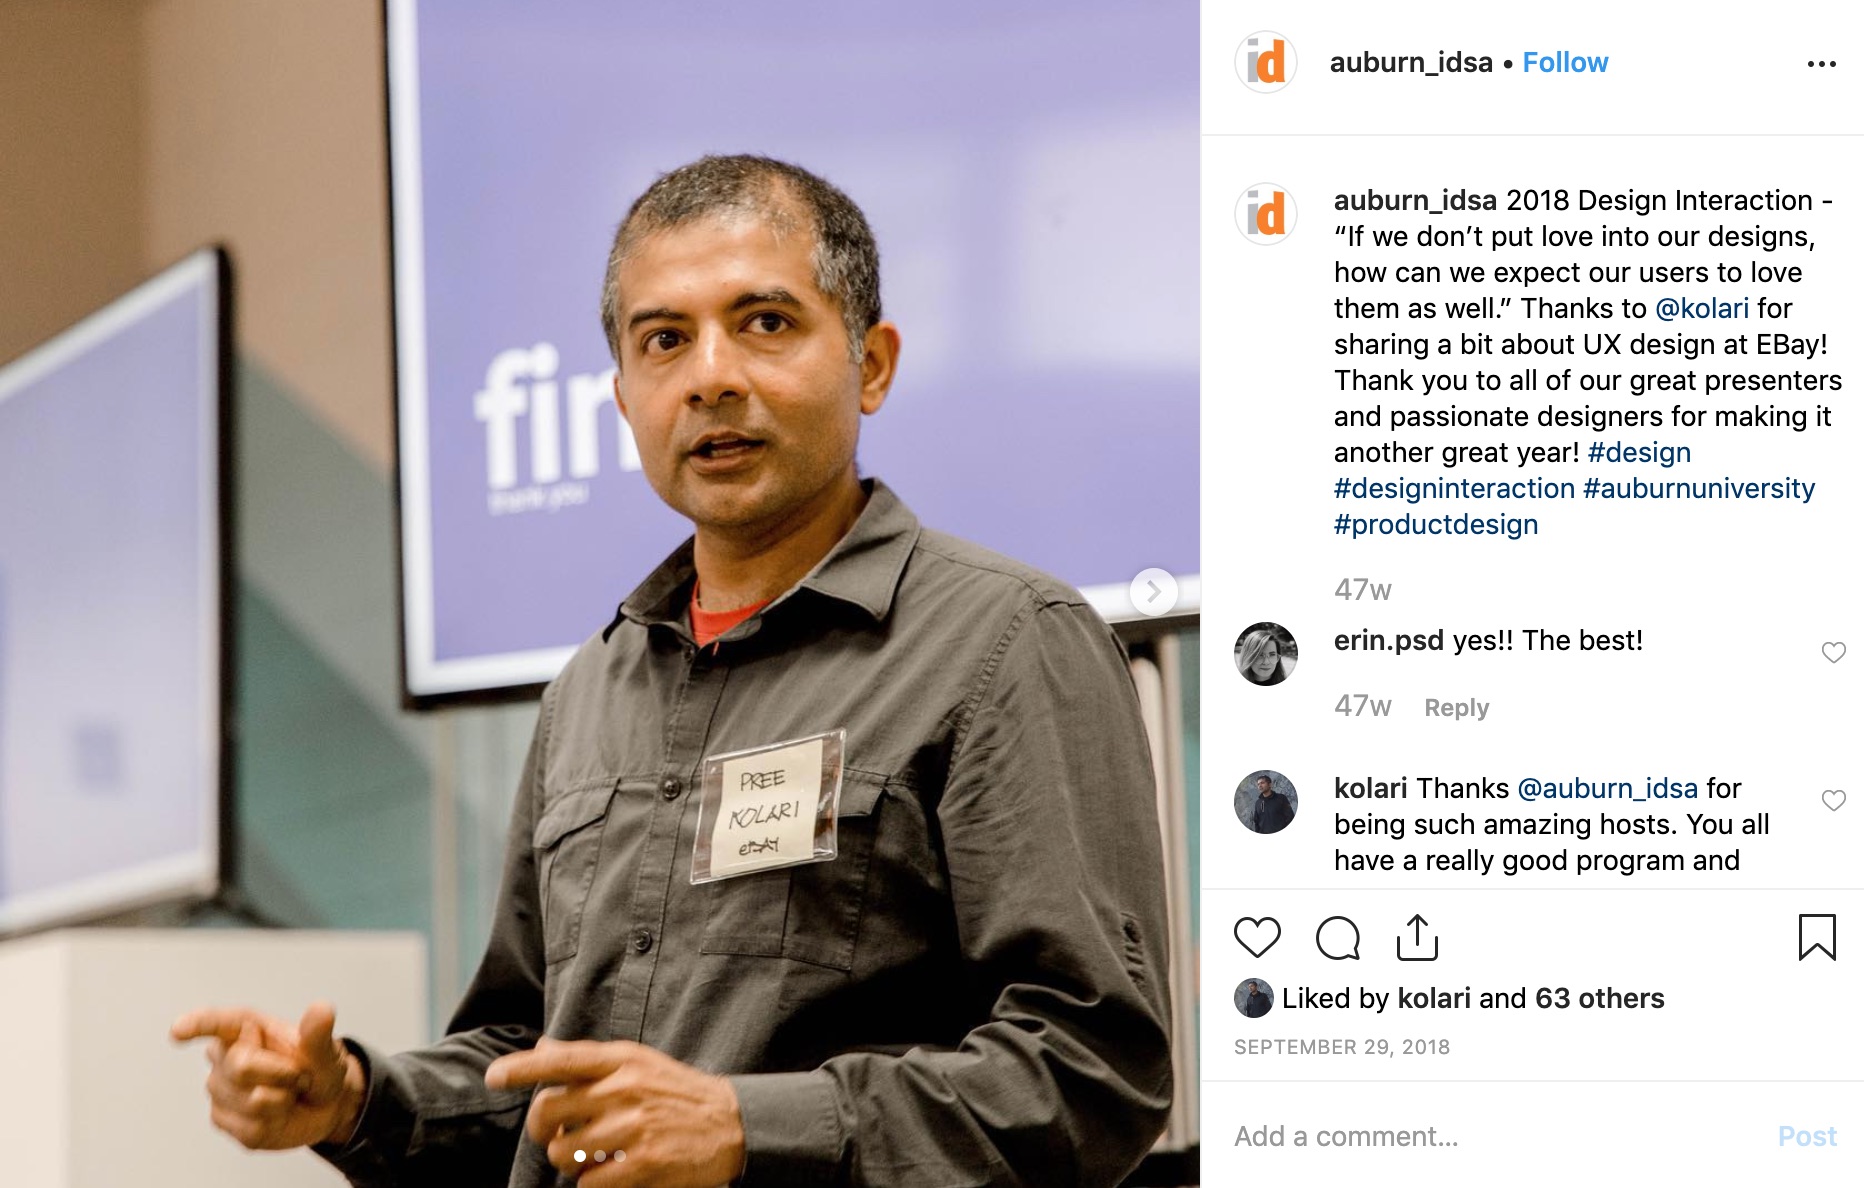 fin
thank you
PREE
KOLARI
eBAY
id
auburn_idsa • Follow
id
auburn_idsa 2018 Design Interaction -
“If we don’t put love into our designs,
how can we expect our users to love
them as well.” Thanks to @kolari for
sharing a bit about UX design at EBay!
Thank you to all of our great presenters
and passionate designers for making it
another great year! #design
#designinteraction #auburnuniversity
#productdesign
47w
erin.psd yes!! The best!
47w Reply
kolari Thanks @auburn_idsa for
being such amazing hosts. You all
have a really good program and
Liked by kolari and 63 others
SEPTEMBER 29, 2018
Add a comment... Post